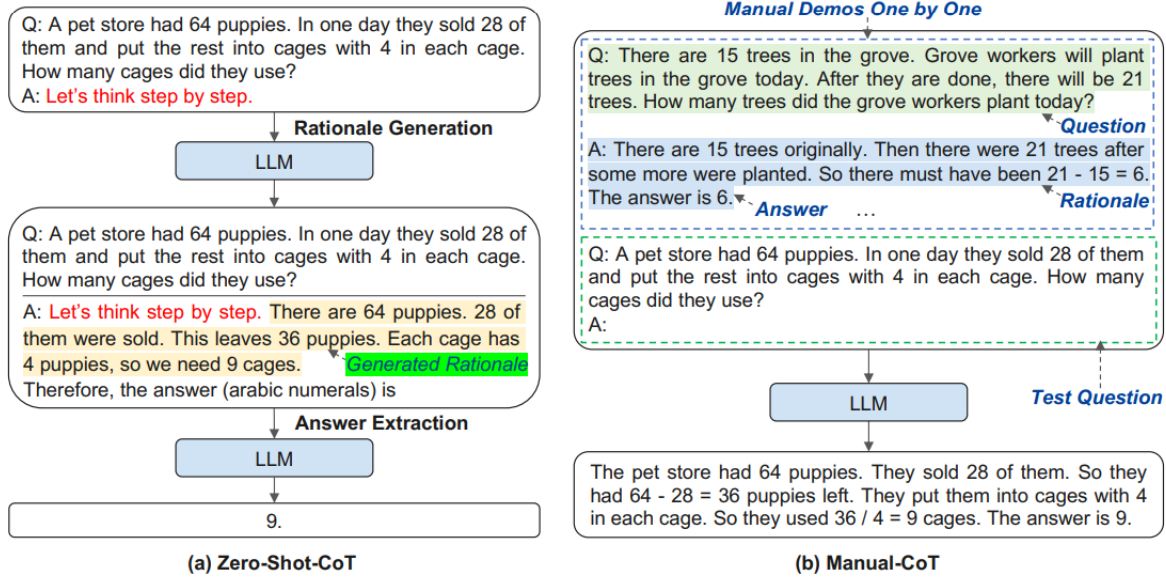 Q: A pet store had 64 puppies. In one day they sold 28 of
them and put the rest into cages with 4 in each cage.
How many cages did they use?
A: Let's think step by step.
Rationale Generation
LLM
Q: A pet store had 64 puppies. In one day they sold 28 of
them and put the rest into cages with 4 in each cage.
How many cages did they use?
A: Let's think step by step. There are 64 puppies. 28 of
them were sold. This leaves 36 puppies. Each cage has
4 puppies, so we need 9 cages.
Generated Rationale
Therefore, the answer (arabic numerals) is
Answer Extraction
LLM
9.
(a) Zero-Shot-CoT
Manual Demos One by One
Q: There are 15 trees in the grove. Grove workers will plant
trees in the grove today. After they are done, there will be 21
trees. How many trees did the grove workers plant today?
Question
A: There are 15 trees originally. Then there were 21 trees after
some more were planted. So there must have been 21 - 15 = 6.
The answer is 6.
Answer
...
Rationale
Q: A pet store had 64 puppies. In one day they sold 28 of them
and put the rest into cages with 4 in each cage. How many
cages did they use?
A:
Test Question
LLM
The pet store had 64 puppies. They sold 28 of them. So they
had 64 - 28 = 36 puppies left. They put them into cages with 4
in each cage. So they used 36 / 4 = 9 cages. The answer is 9.
(b) Manual-CoT